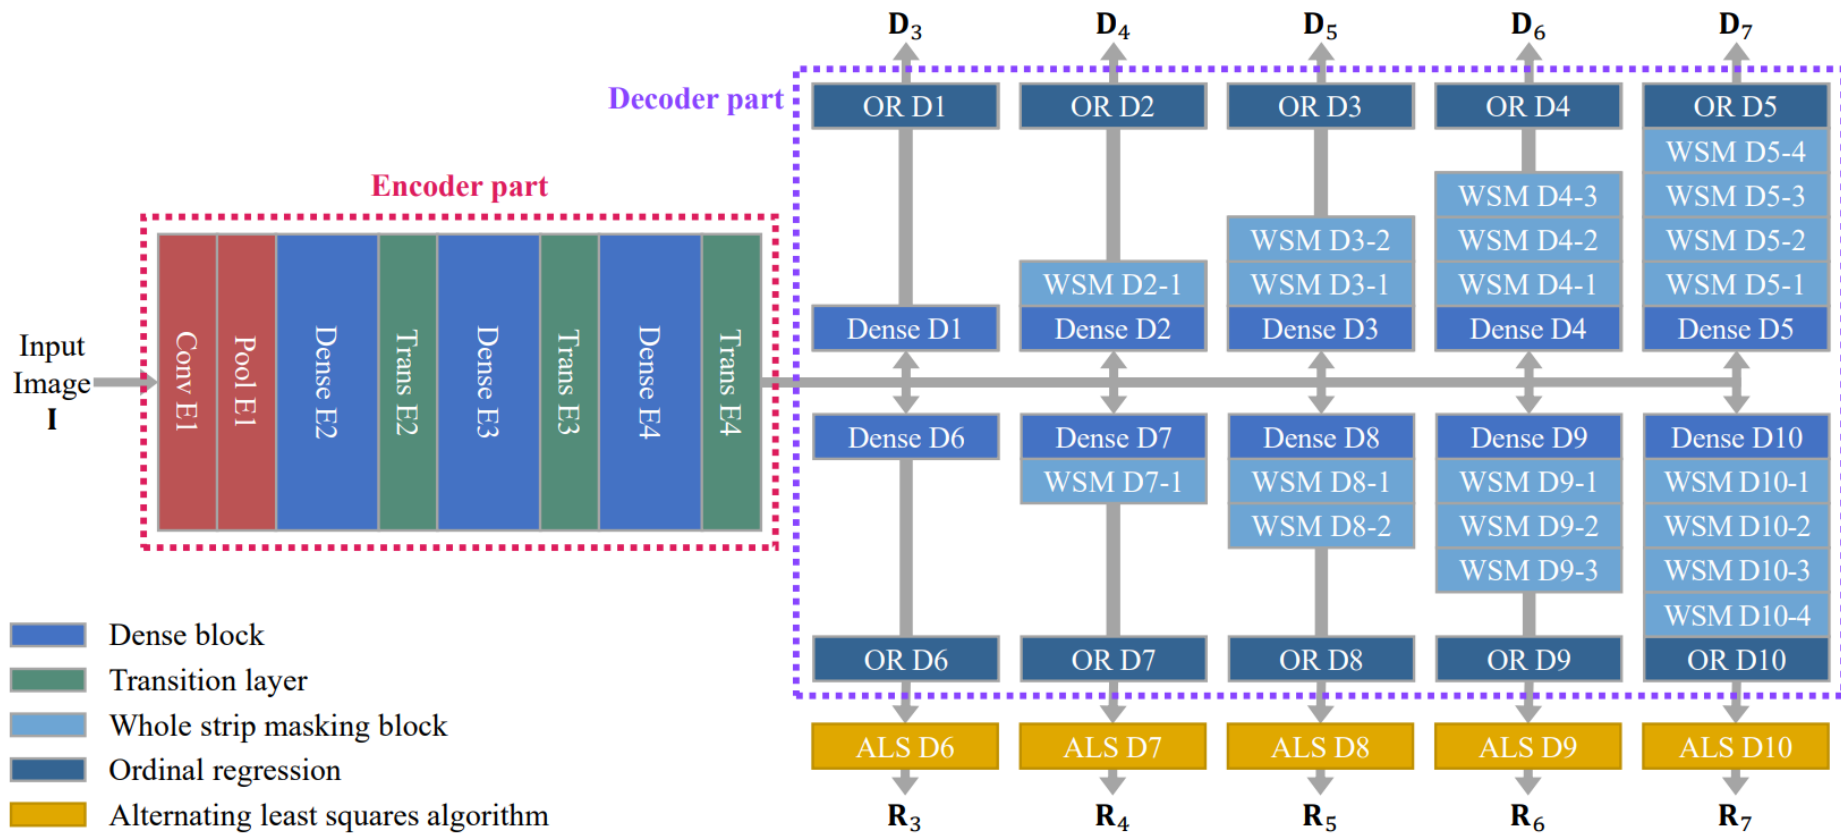 D3 D4 D5 D6 D7
Decoder part
OR D1 OR D2 OR D3 OR D4 OR D5
WSM D5-4
WSM D4-3 WSM D5-3
WSM D3-2 WSM D4-2 WSM D5-2
WSM D2-1 WSM D3-1 WSM D4-1 WSM D5-1
Dense D1 Dense D2 Dense D3 Dense D4 Dense D5
Encoder part
Input
Image
I
Conv E1
Pool E1
Dense E2
Trans E2
Dense E3
Trans E3
Dense E4
Trans E4
Dense D6 Dense D7 Dense D8 Dense D9 Dense D10
WSM D7-1 WSM D8-1 WSM D9-1 WSM D10-1
WSM D8-2 WSM D9-2 WSM D10-2
WSM D9-3 WSM D10-3
WSM D10-4
OR D6 OR D7 OR D8 OR D9 OR D10
ALS D6 ALS D7 ALS D8 ALS D9 ALS D10
R3 R4 R5 R6 R7
Dense block
Transition layer
Whole strip masking block
Ordinal regression
Alternating least squares algorithm